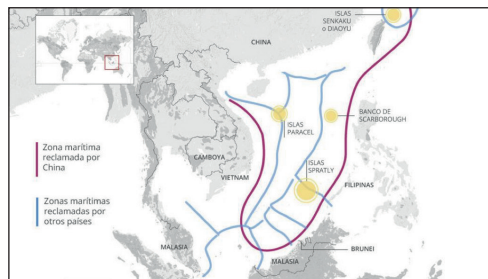 ISLAS
SENKAKU
o DIAOYU
CHINA
BANCO DE
SCARBOROUGH
ISLAS
PARACEL
Zona marítima
reclamada por
China
ISLAS
SPRATLY
CAMBOYA
VIETNAM
FILIPINAS
Zonas marítimas
reclamadas por
otros países
BRUNEI
MALASIA
MALASIA